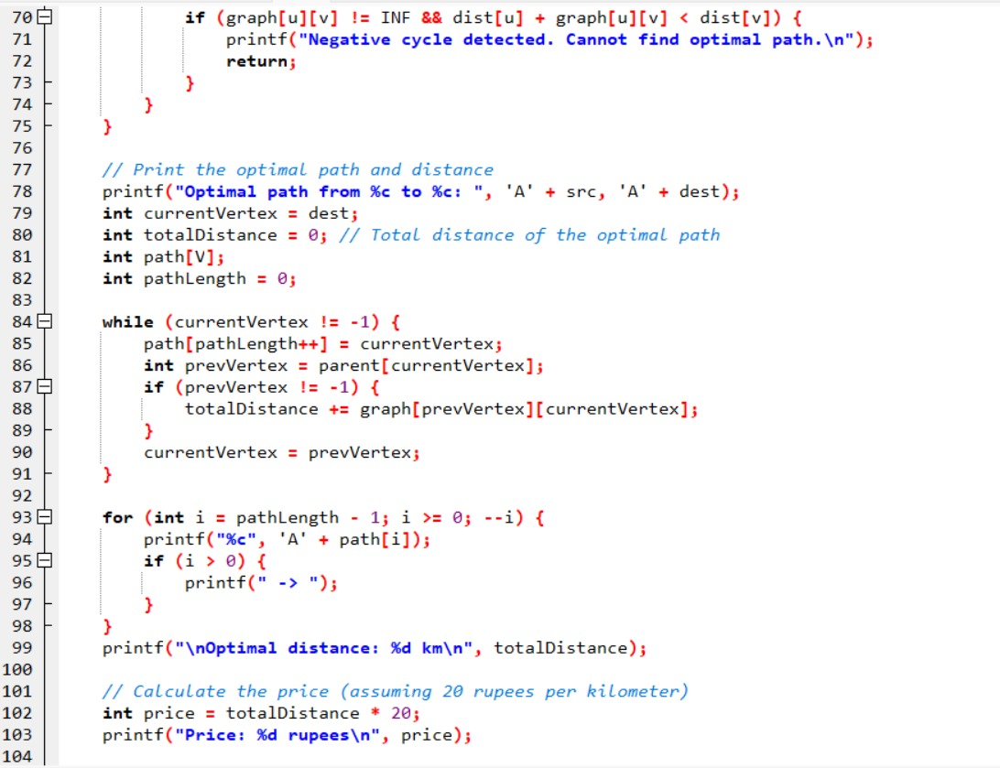 70 if (graph[u][v] != INF && dist[u] + graph[u][v] < dist[v]) {
71 printf("Negative cycle detected. Cannot find optimal path.\n");
72 return;
73 }
74 }
75 }
76
77 // Print the optimal path and distance
78 printf("Optimal path from %c to %c: ", 'A' + src, 'A' + dest);
79 int currentVertex = dest;
80 int totalDistance = 0; // Total distance of the optimal path
81 int path[V];
82 int pathLength = 0;
83
84 while (currentVertex != -1) {
85 path[pathLength++] = currentVertex;
86 int prevVertex = parent[currentVertex];
87 if (prevVertex != -1) {
88 totalDistance += graph[prevVertex][currentVertex];
89 }
90 currentVertex = prevVertex;
91 }
92
93 for (int i = pathLength - 1; i >= 0; --i) {
94 printf("%c", 'A' + path[i]);
95 if (i > 0) {
96 printf(" -> ");
97 }
98 }
99 printf("\nOptimal distance: %d km\n", totalDistance);
100
101 // Calculate the price (assuming 20 rupees per kilometer)
102 int price = totalDistance * 20;
103 printf("Price: %d rupees\n", price);
104